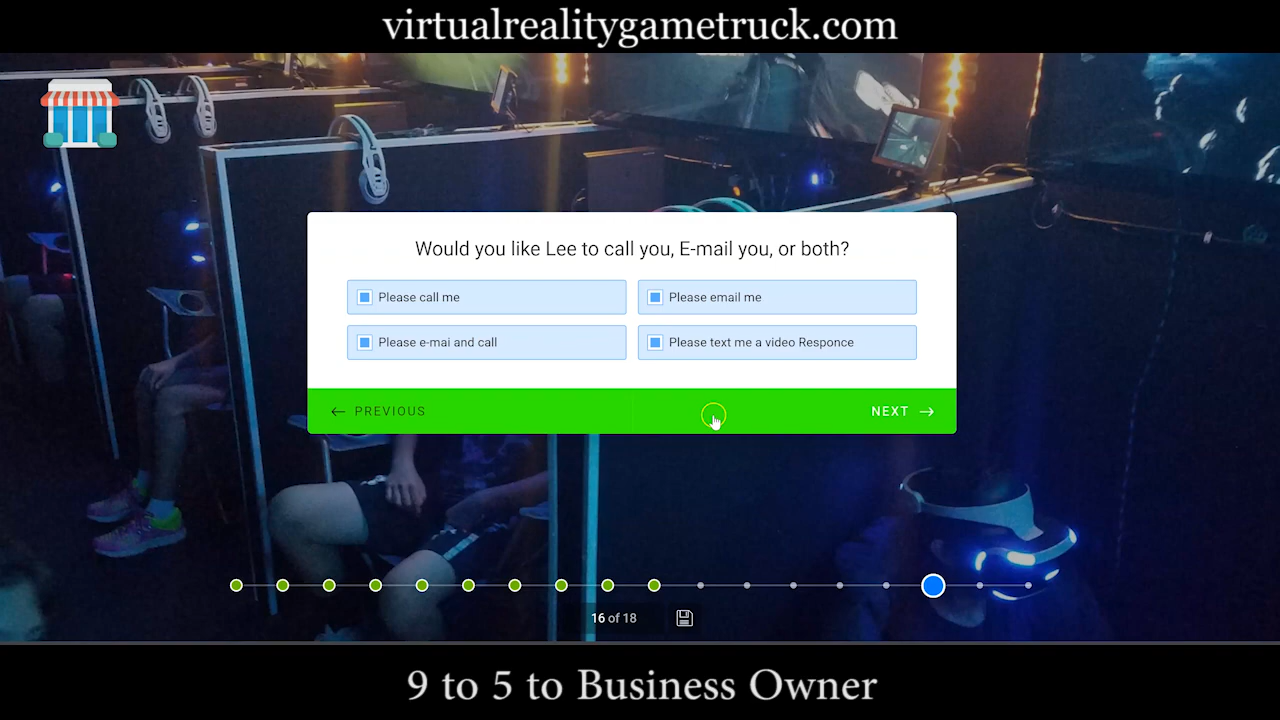 virtualrealitygametruck.com
Would you like Lee to call you, E-mail you, or both?
Please call me
Please email me
Please e-mai and call
Please text me a video Responce
PREVIOUS
NEXT
16 of 18
9 to 5 to Business Owner